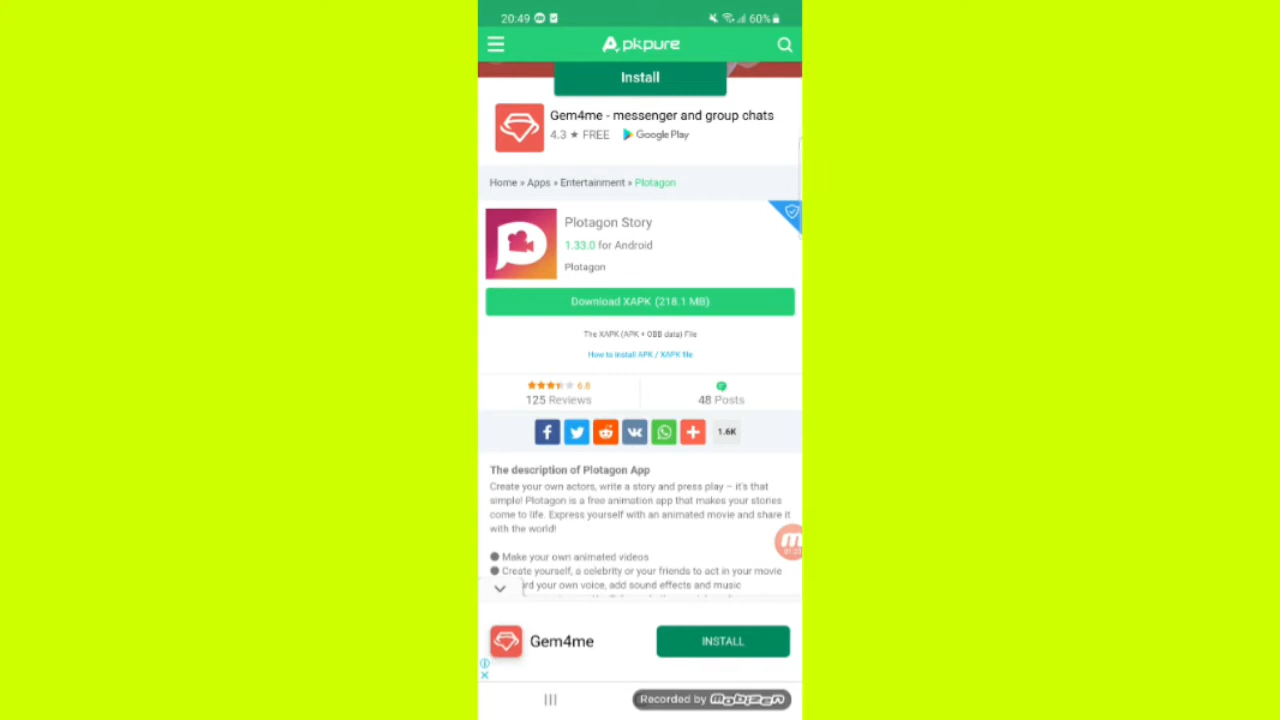 20:49
60%
Apkpure
Install
Gem4me - messenger and group chats
4.3 ★ FREE Google Play
Home » Apps » Entertainment » Plotagon
Plotagon Story
1.33.0 for Android
Plotagon
Download XAPK (218.1 MB)
The XAPK (APK + OBB data) File
How to install APK / XAPK file
6.6
125 Reviews
48 Posts
1.6K
The description of Plotagon App
Create your own actors, write a story and press play – it's that
simple! Plotagon is a free animation app that makes your stories
come to life. Express yourself with an animated movie and share it
with the world!
● Make your own animated videos
● Create yourself, a celebrity or your friends to act in your movie
rd your own voice, add sound effects and music
Gem4me
INSTALL
Recorded by mobizen